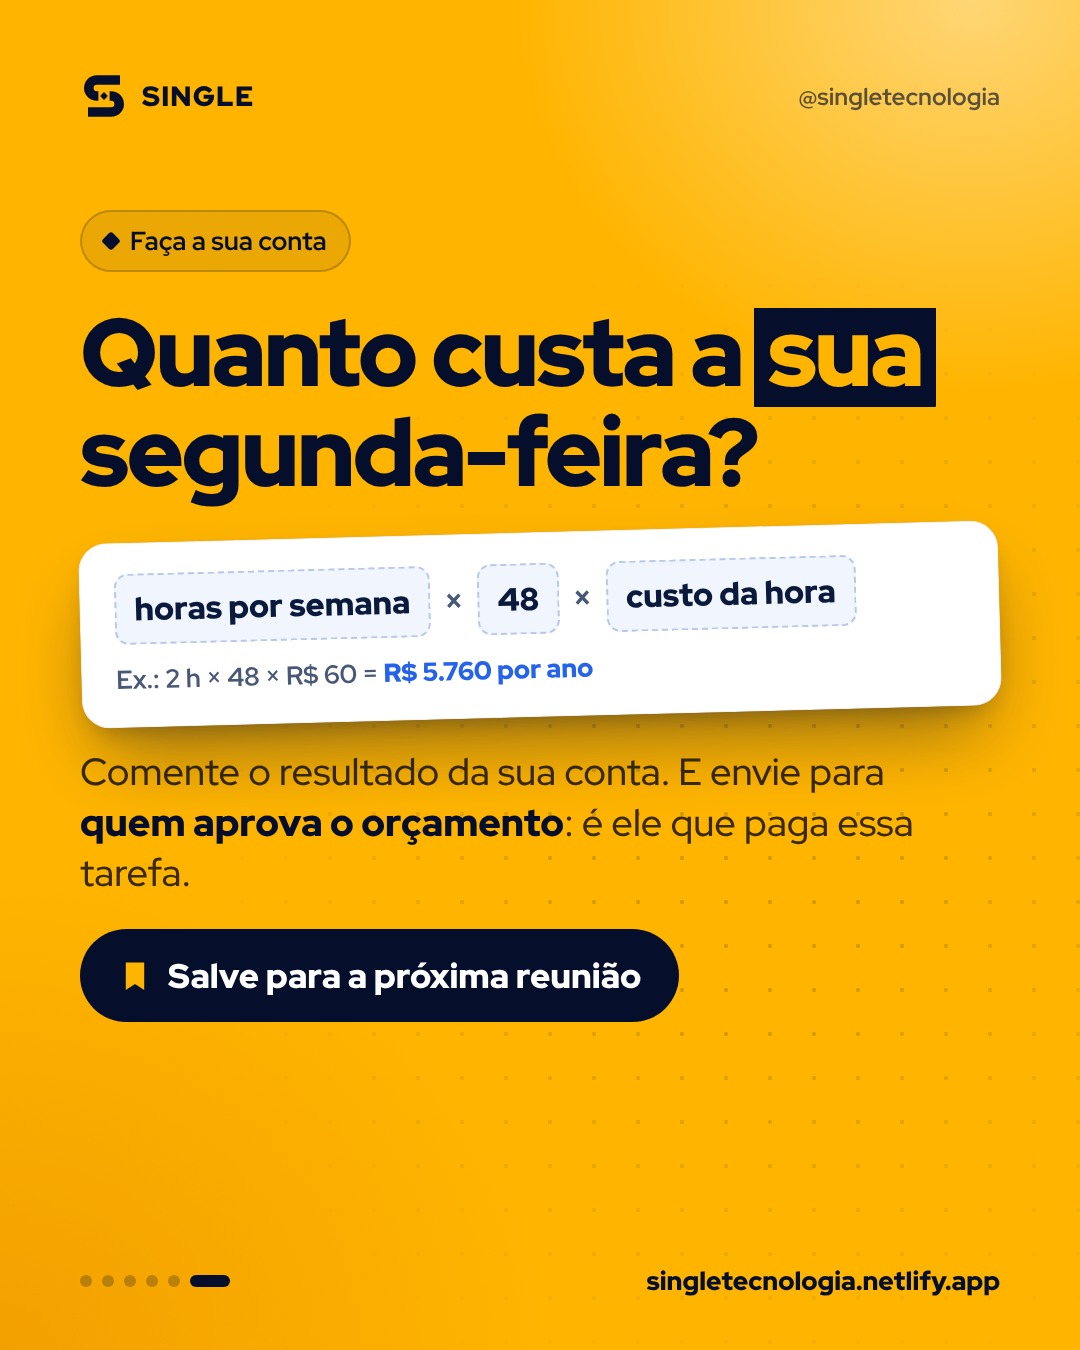 SINGLE
@singletecnologia
Faça a sua conta
Quanto custa a sua
segunda-feira?
horas por semana × 48 × custo da hora
Ex.: 2 h × 48 × R$ 60 = R$ 5.760 por ano
Comente o resultado da sua conta. E envie para
quem aprova o orçamento: é ele que paga essa
tarefa.
Salve para a próxima reunião
singletecnologia.netlify.app